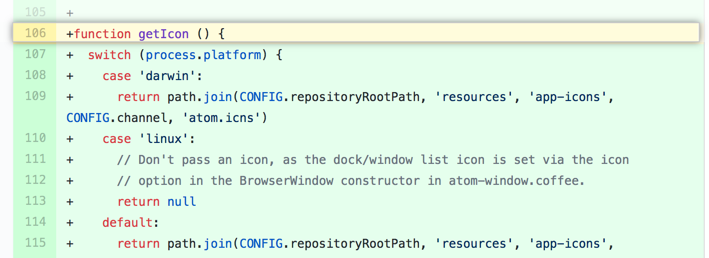 105 +
106 +function getIcon () {
107 +  switch (process.platform) {
108 +    case 'darwin':
109 +      return path.join(CONFIG.repositoryRootPath, 'resources', 'app-icons',
CONFIG.channel, 'atom.icns')
110 +    case 'linux':
111 +      // Don't pass an icon, as the dock/window list icon is set via the icon
112 +      // option in the BrowserWindow constructor in atom-window.coffee.
113 +      return null
114 +    default:
115 +      return path.join(CONFIG.repositoryRootPath, 'resources', 'app-icons',